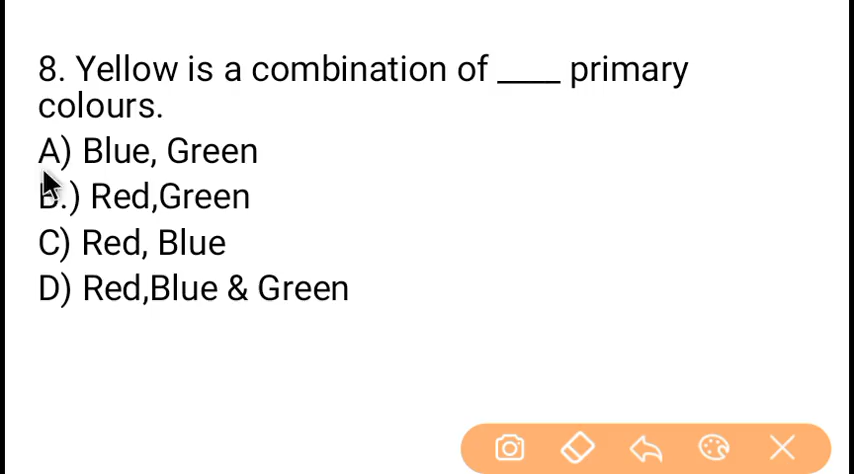 8. Yellow is a combination of ____ primary
colours.
A) Blue, Green
B.) Red,Green
C) Red, Blue
D) Red,Blue & Green